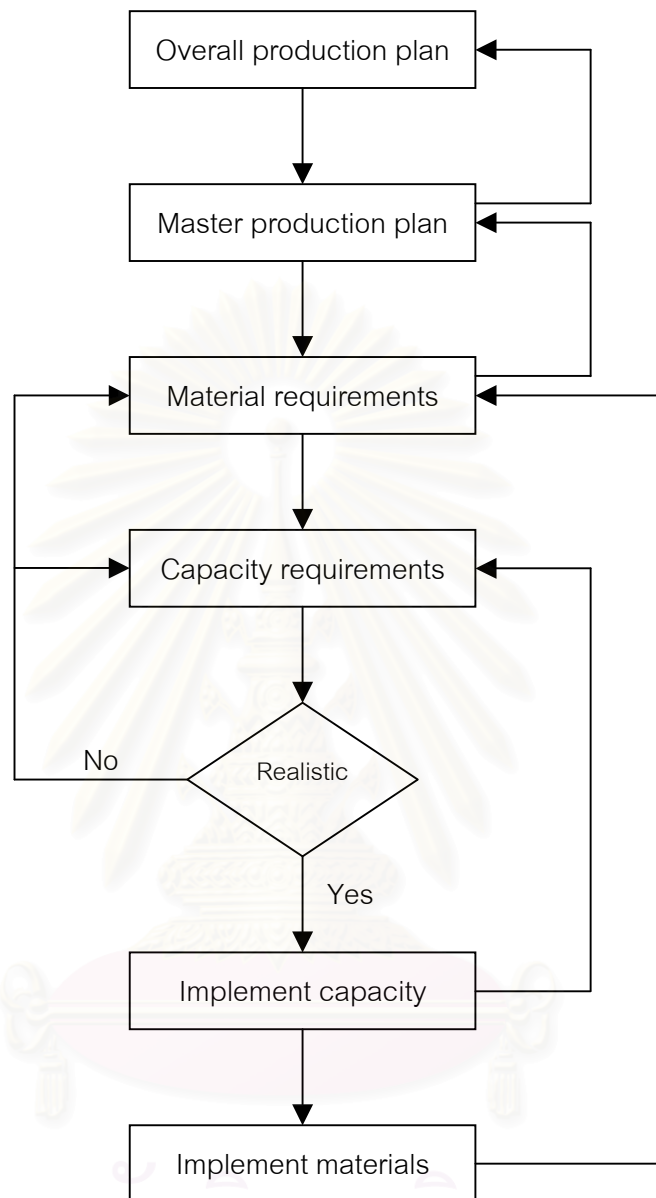 Overall production plan
Master production plan
Material requirements
Capacity requirements
Realistic
No
Yes
Implement capacity
Implement materials